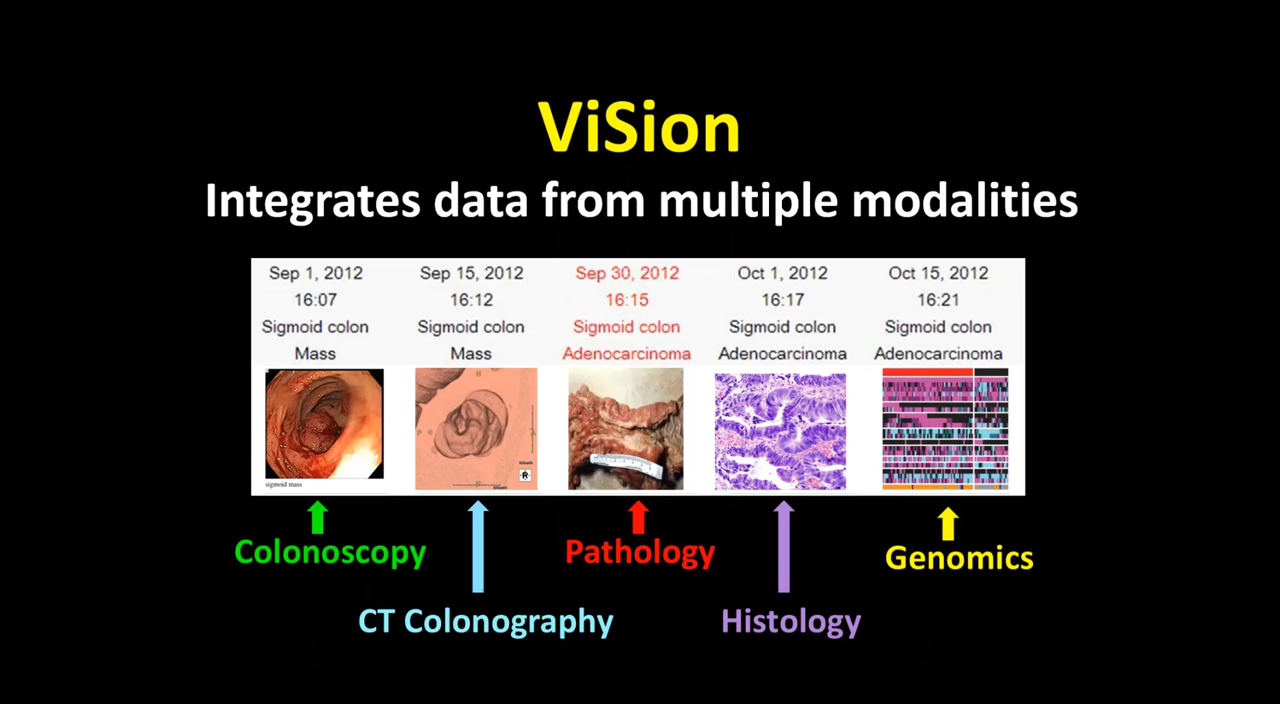 ViSion
Integrates data from multiple modalities
Sep 1, 2012
16:07
Sigmoid colon
Mass
Sep 15, 2012
16:12
Sigmoid colon
Mass
Sep 30, 2012
16:15
Sigmoid colon
Adenocarcinoma
Oct 1, 2012
16:17
Sigmoid colon
Adenocarcinoma
Oct 15, 2012
16:21
Sigmoid colon
Adenocarcinoma
sigmoid mass
R
Colonoscopy
CT Colonography
Pathology
Histology
Genomics